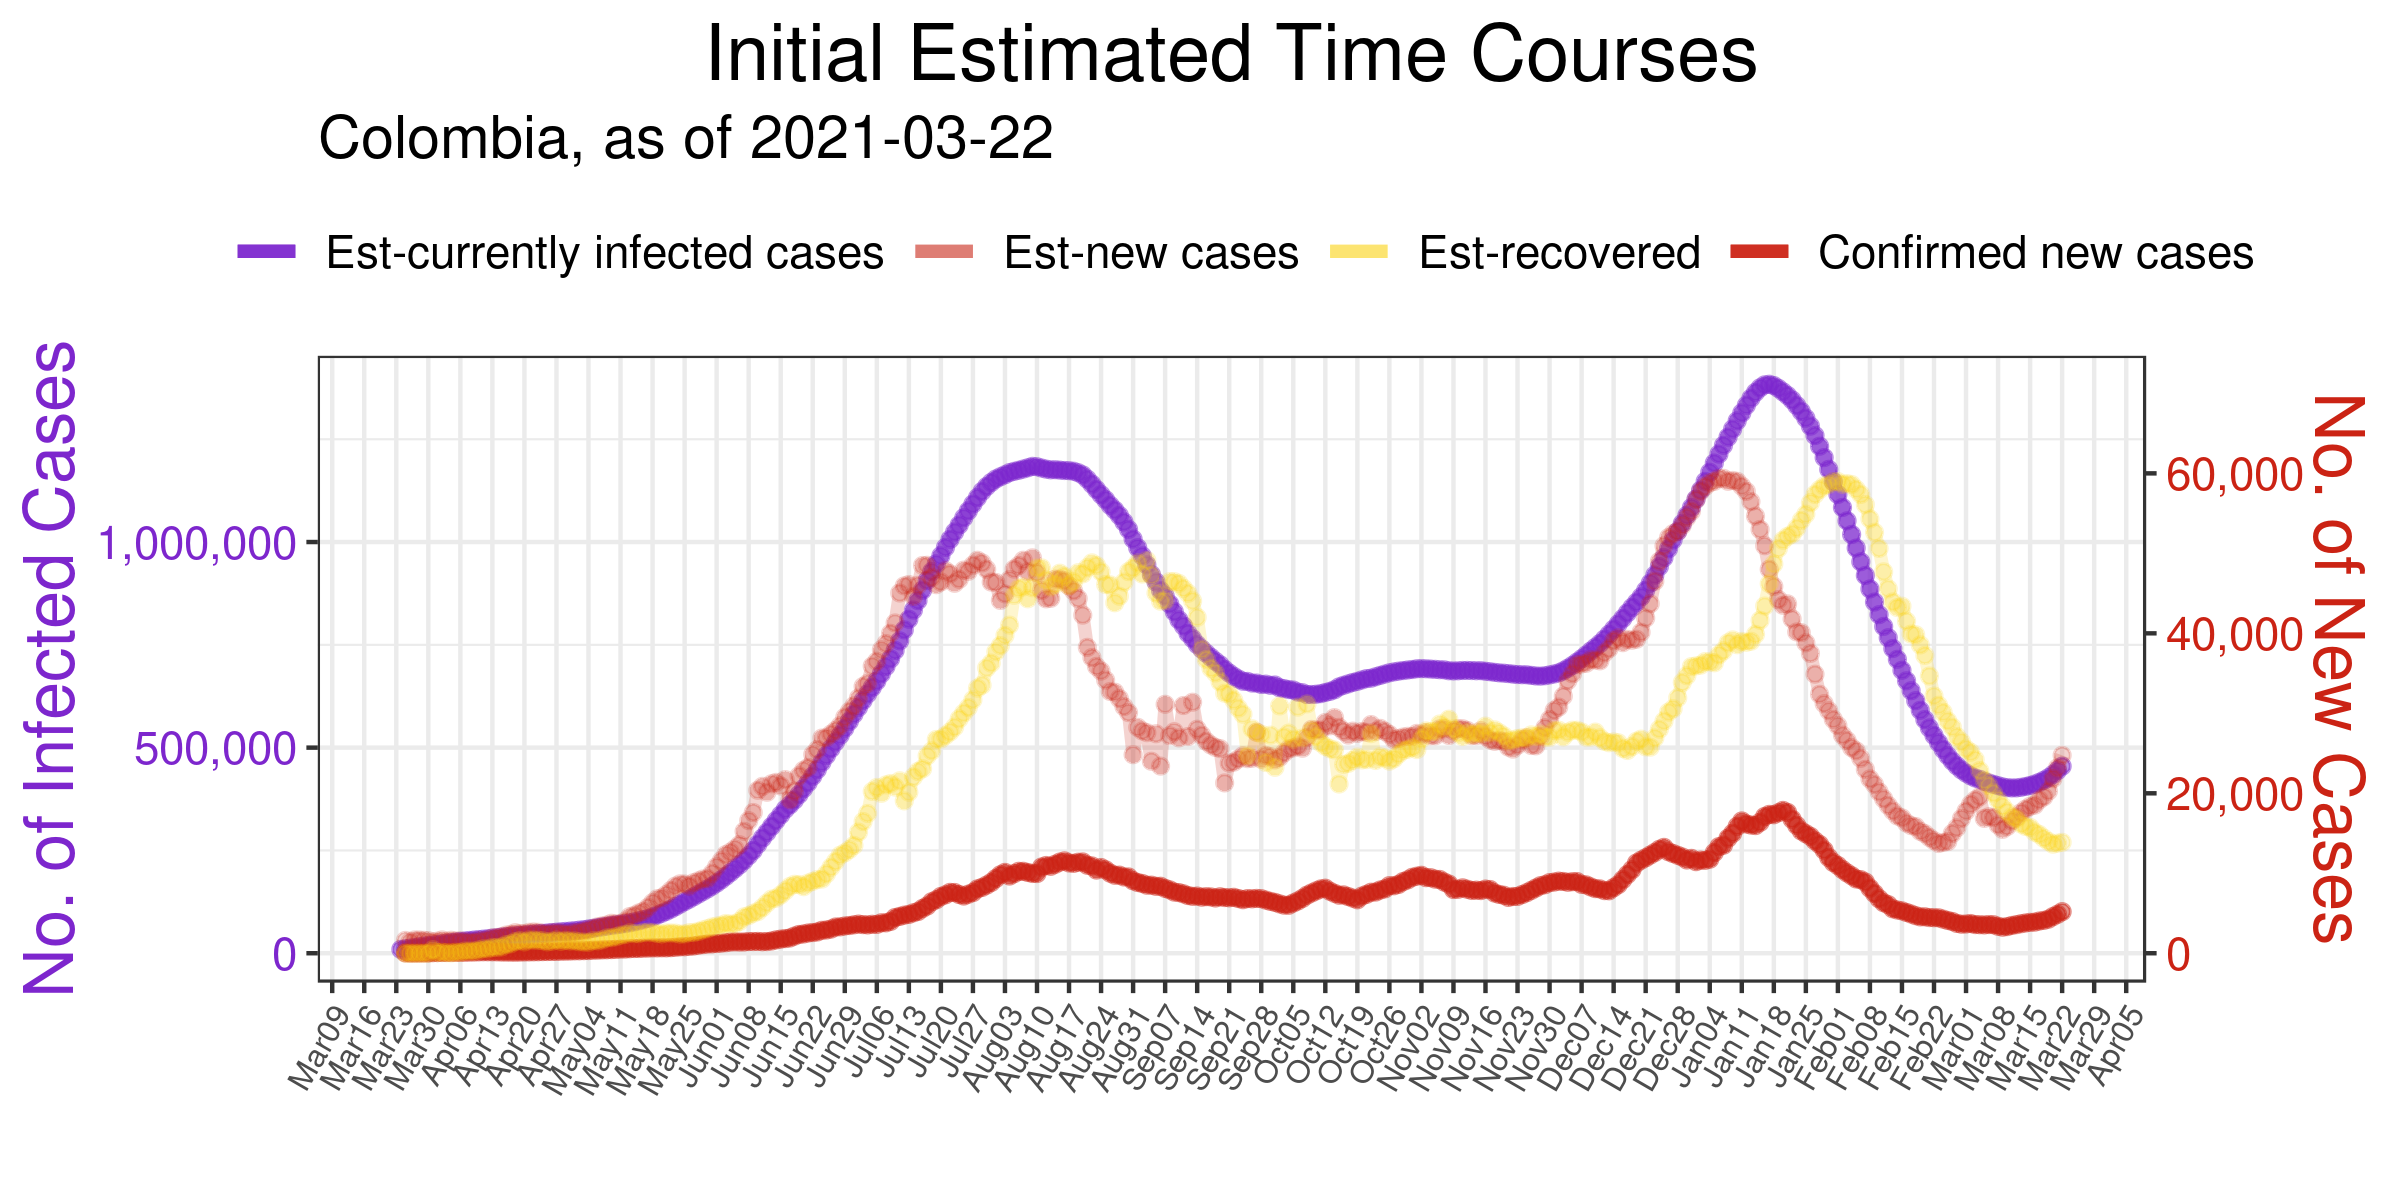 Initial Estimated Time Courses
Colombia, as of 2021-03-22
Est-currently infected cases Est-new cases Est-recovered Confirmed new cases
No. of Infected Cases
1,000,000
500,000
0
60,000
40,000
20,000
0
No. of New Cases
Mar09 Mar16 Mar23 Mar30 Apr06 Apr13 Apr20 Apr27 May04 May11 May18 May25 Jun01 Jun08 Jun15 Jun22 Jun29 Jul06 Jul13 Jul20 Jul27 Aug03 Aug10 Aug17 Aug24 Aug31 Sep07 Sep14 Sep21 Sep28 Oct05 Oct12 Oct19 Oct26 Nov02 Nov09 Nov16 Nov23 Nov30 Dec07 Dec14 Dec21 Dec28 Jan04 Jan11 Jan18 Jan25 Feb01 Feb08 Feb15 Feb22 Mar01 Mar08 Mar15 Mar22 Mar29 Apr05